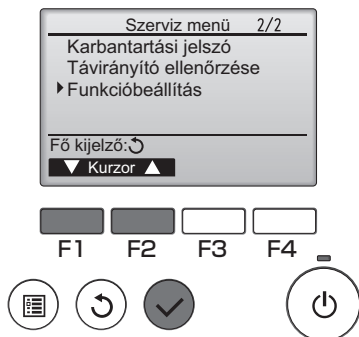 Szerviz menü 2/2
Karbantartási jelszó
Távirányító ellenőrzése
Funkcióbeállítás
Fő kijelző:
Kurzor
F1 F2 F3 F4